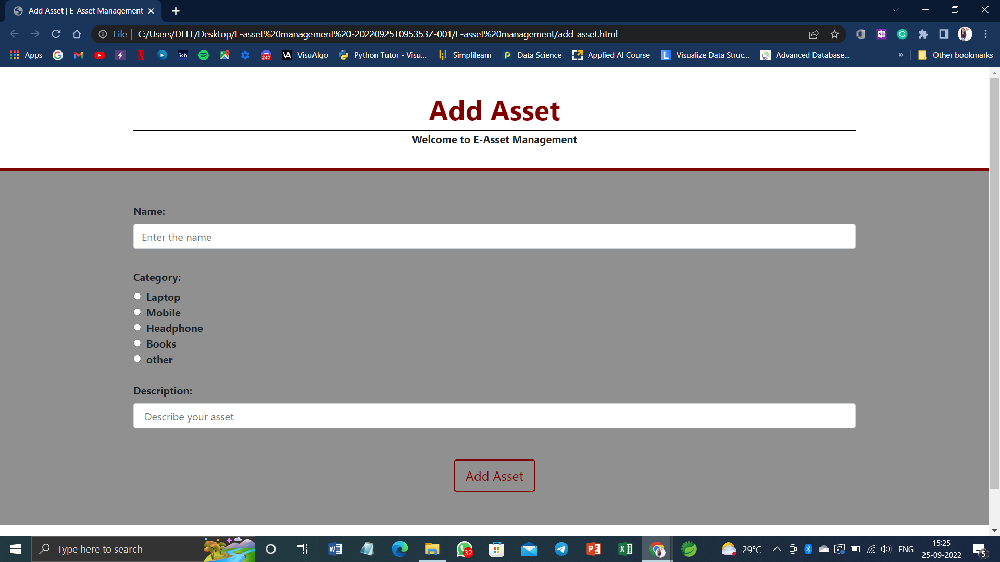 Add Asset | E-Asset Management
File | C:/Users/DELL/Desktop/E-asset%20management%20-20220925T095353Z-001/E-asset%20management/add_asset.html
Apps VisuAlgo Python Tutor - Visu... Simplilearn Data Science Applied AI Course Visualize Data Struc... Advanced Database... » Other bookmarks
247
Add Asset
Welcome to E-Asset Management
Name:
Enter the name
Category:
Laptop
Mobile
Headphone
Books
other
Description:
Describe your asset
Add Asset
Type here to search
32
29°C
ENG
15:25
25-09-2022
5